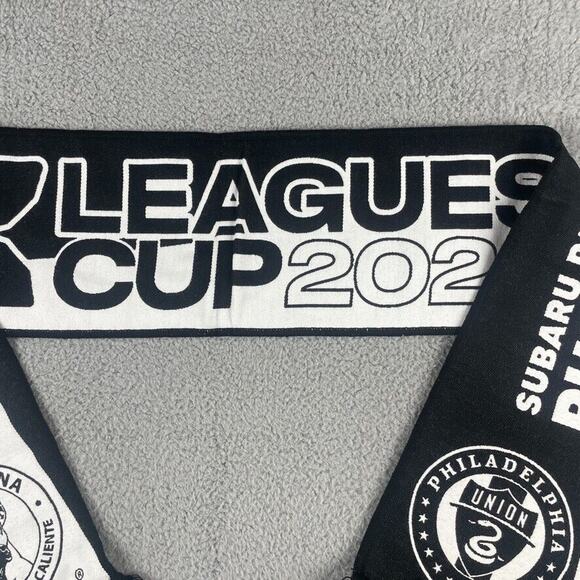 LEAGUES
CUP 202
SUBARU
PHILADELPHIA
UNION
CALIENTE
®